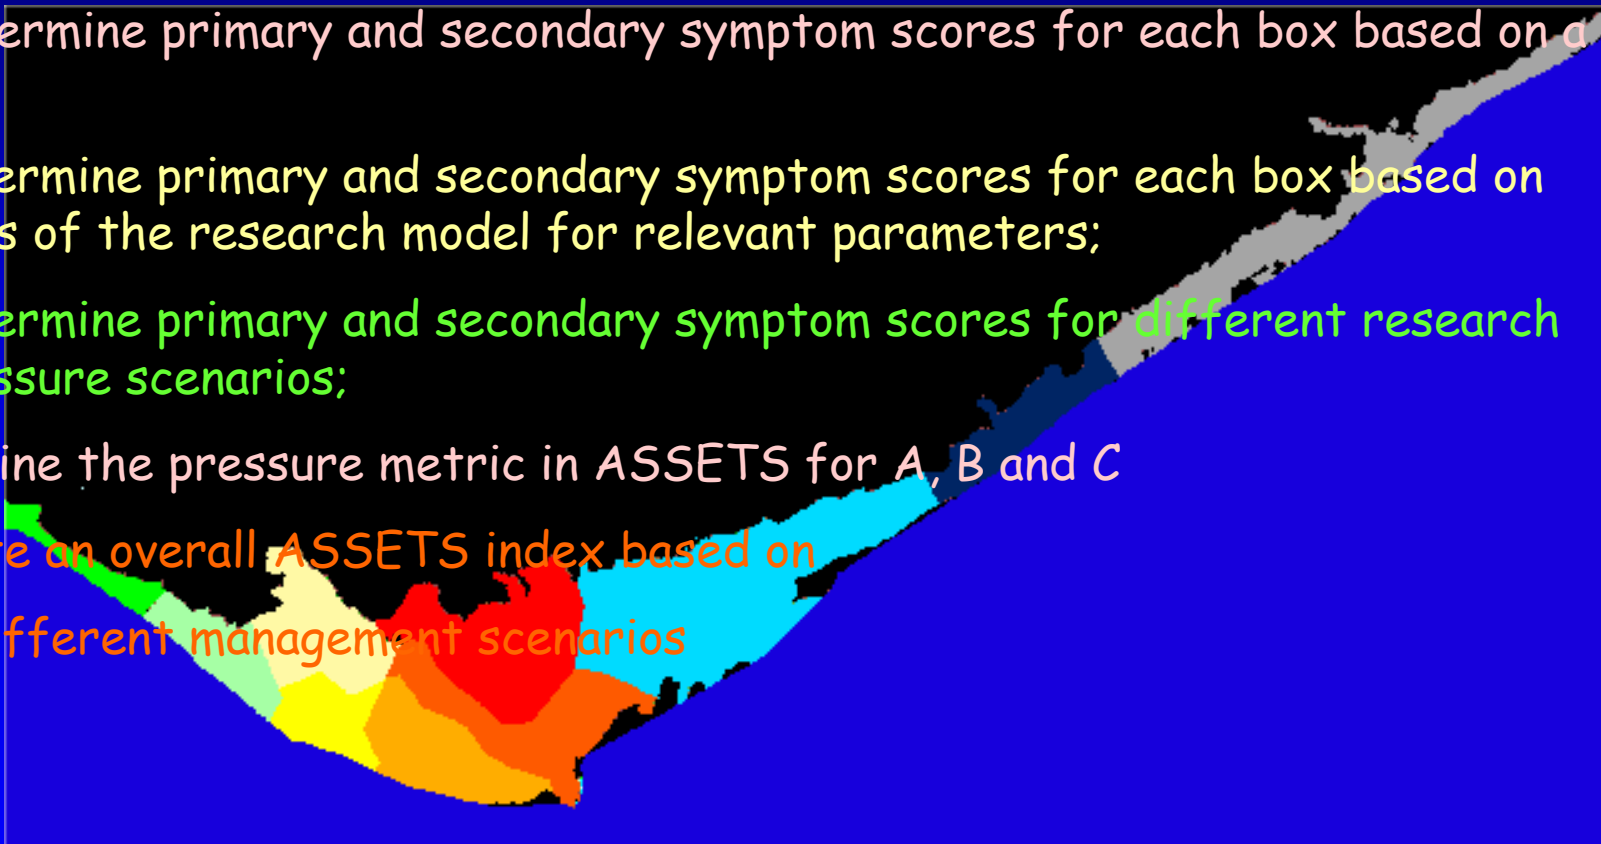 ermine primary and secondary symptom scores for each box based on a
ermine primary and secondary symptom scores for each box based on
s of the research model for relevant parameters;
ermine primary and secondary symptom scores for different research
ssure scenarios;
ine the pressure metric in ASSETS for A, B and C
e an overall ASSETS index based on
fferent management scenarios